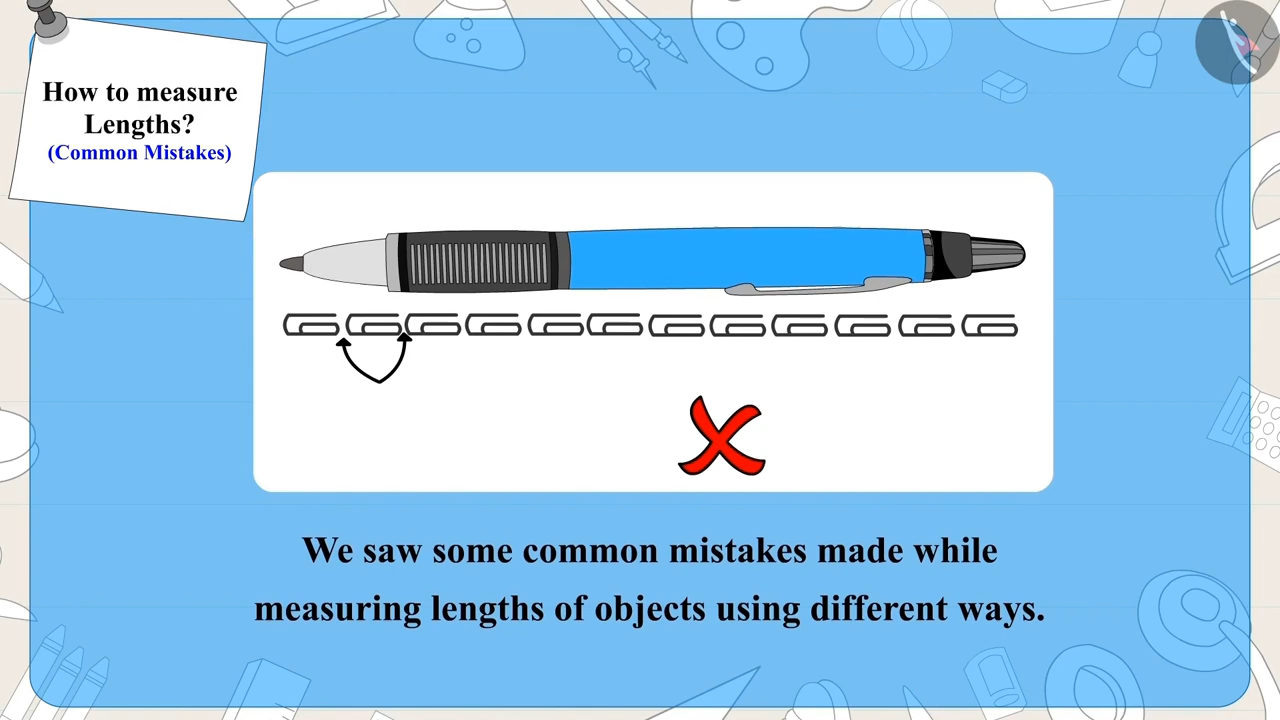 How to measure
Lengths?
(Common Mistakes)
We saw some common mistakes made while
measuring lengths of objects using different ways.